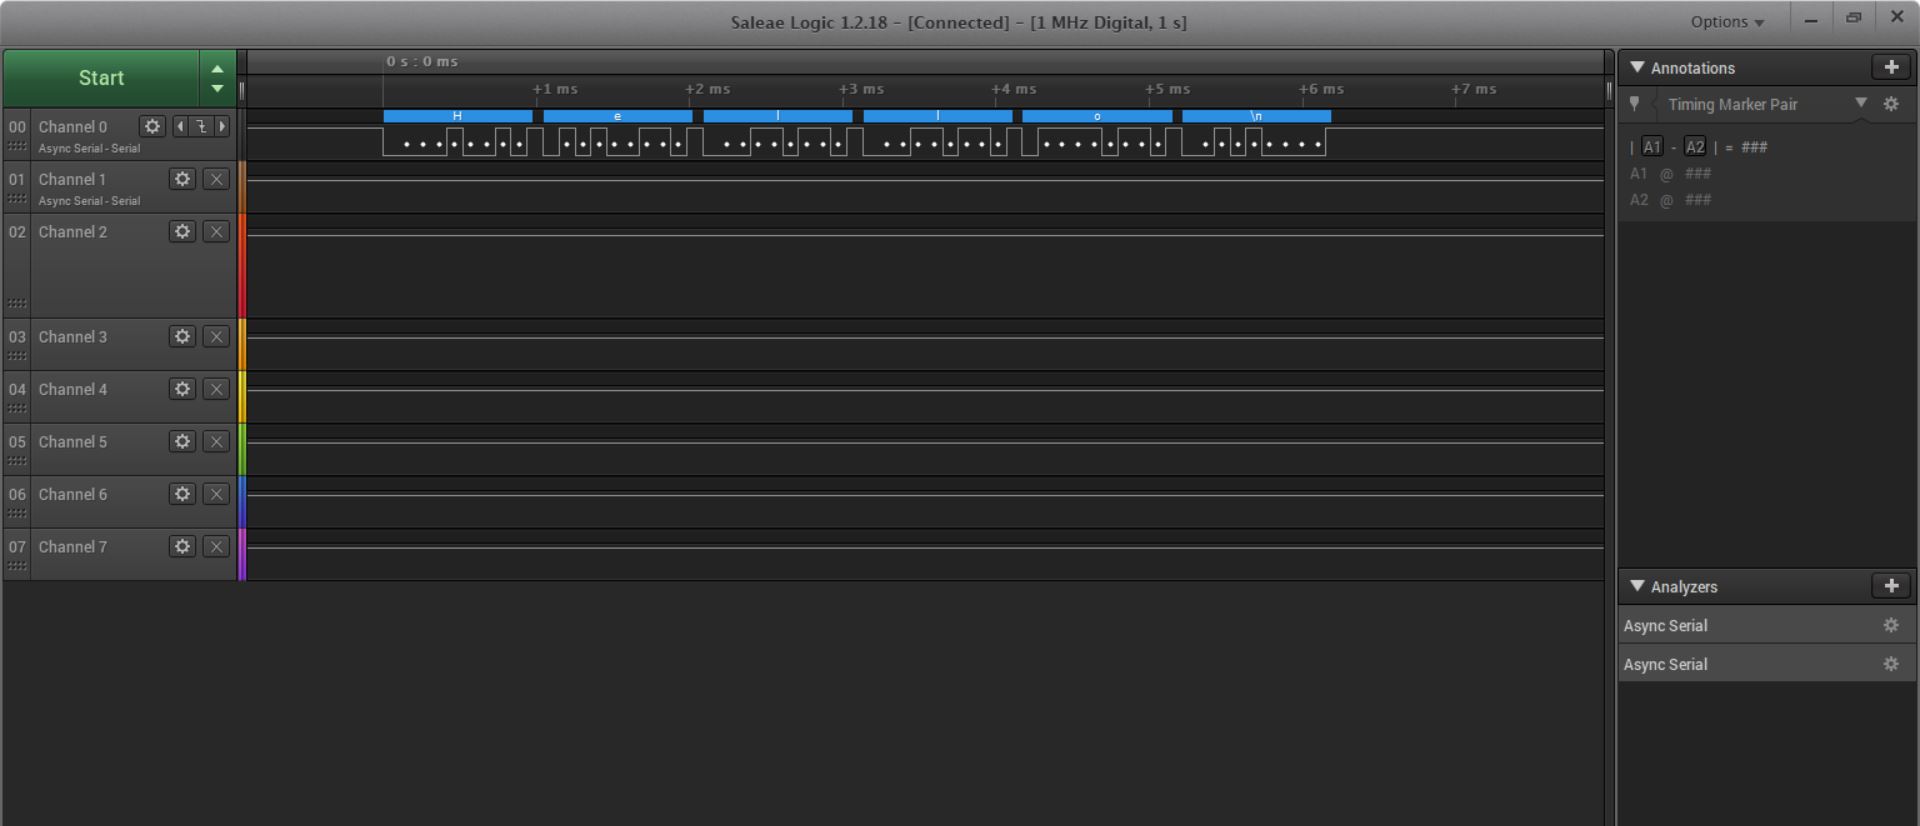 Saleae Logic 1.2.18 - [Connected] - [1 MHz Digital, 1 s]
Options
Start
0 s : 0 ms
+1 ms +2 ms +3 ms +4 ms +5 ms +6 ms +7 ms
H e l l o \n
00 Channel 0
Async Serial - Serial
01 Channel 1
Async Serial - Serial
02 Channel 2
03 Channel 3
04 Channel 4
05 Channel 5
06 Channel 6
07 Channel 7
Annotations
Timing Marker Pair
| A1 - A2 | = ###
A1 @ ###
A2 @ ###
Analyzers
Async Serial
Async Serial